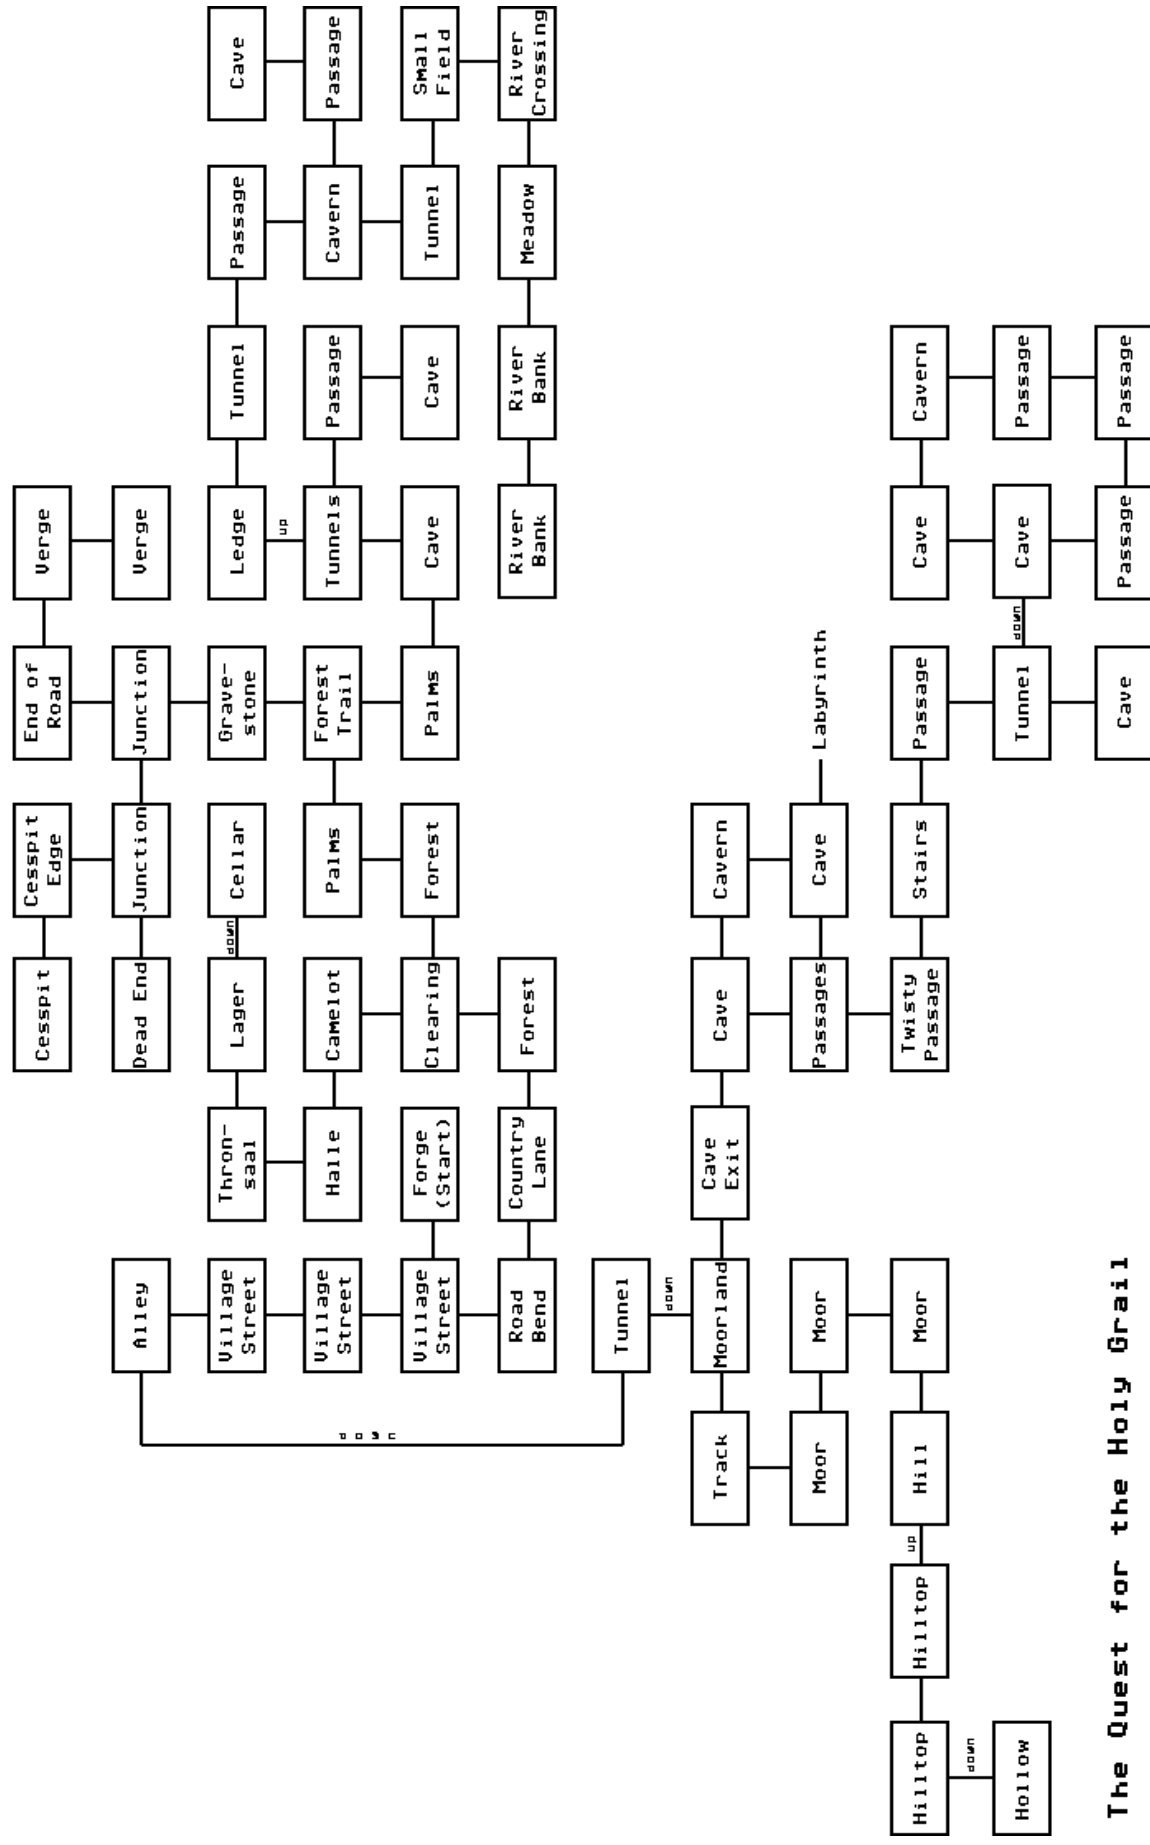 Cesspit
Cesspit
Edge
End of
Road
Verge
Alley
Dead End
Junction
Junction
Verge
Village
Street
Thron-
saal
Lager
down
Cellar
Grave-
stone
Ledge
Tunnel
Passage
Cave
up
Village
Street
Halle
Camelot
Palms
Forest
Trail
Tunnels
Passage
Cavern
Passage
down
Village
Street
Forge
(Start)
Clearing
Forest
Palms
Cave
Cave
Tunnel
Small
Field
Road
Bend
Country
Lane
Forest
River
Bank
River
Bank
Meadow
River
Crossing
Tunnel
down
Track
Moorland
Cave
Exit
Cave
Cavern
Moor
Moor
Passages
Cave
Labyrinth
Hilltop
Hilltop
up
Hill
Moor
Twisty
Passage
Stairs
Passage
Cave
Cavern
down
Hollow
Tunnel
down
Cave
Passage
Cave
Passage
Passage
The Quest for the Holy Grail